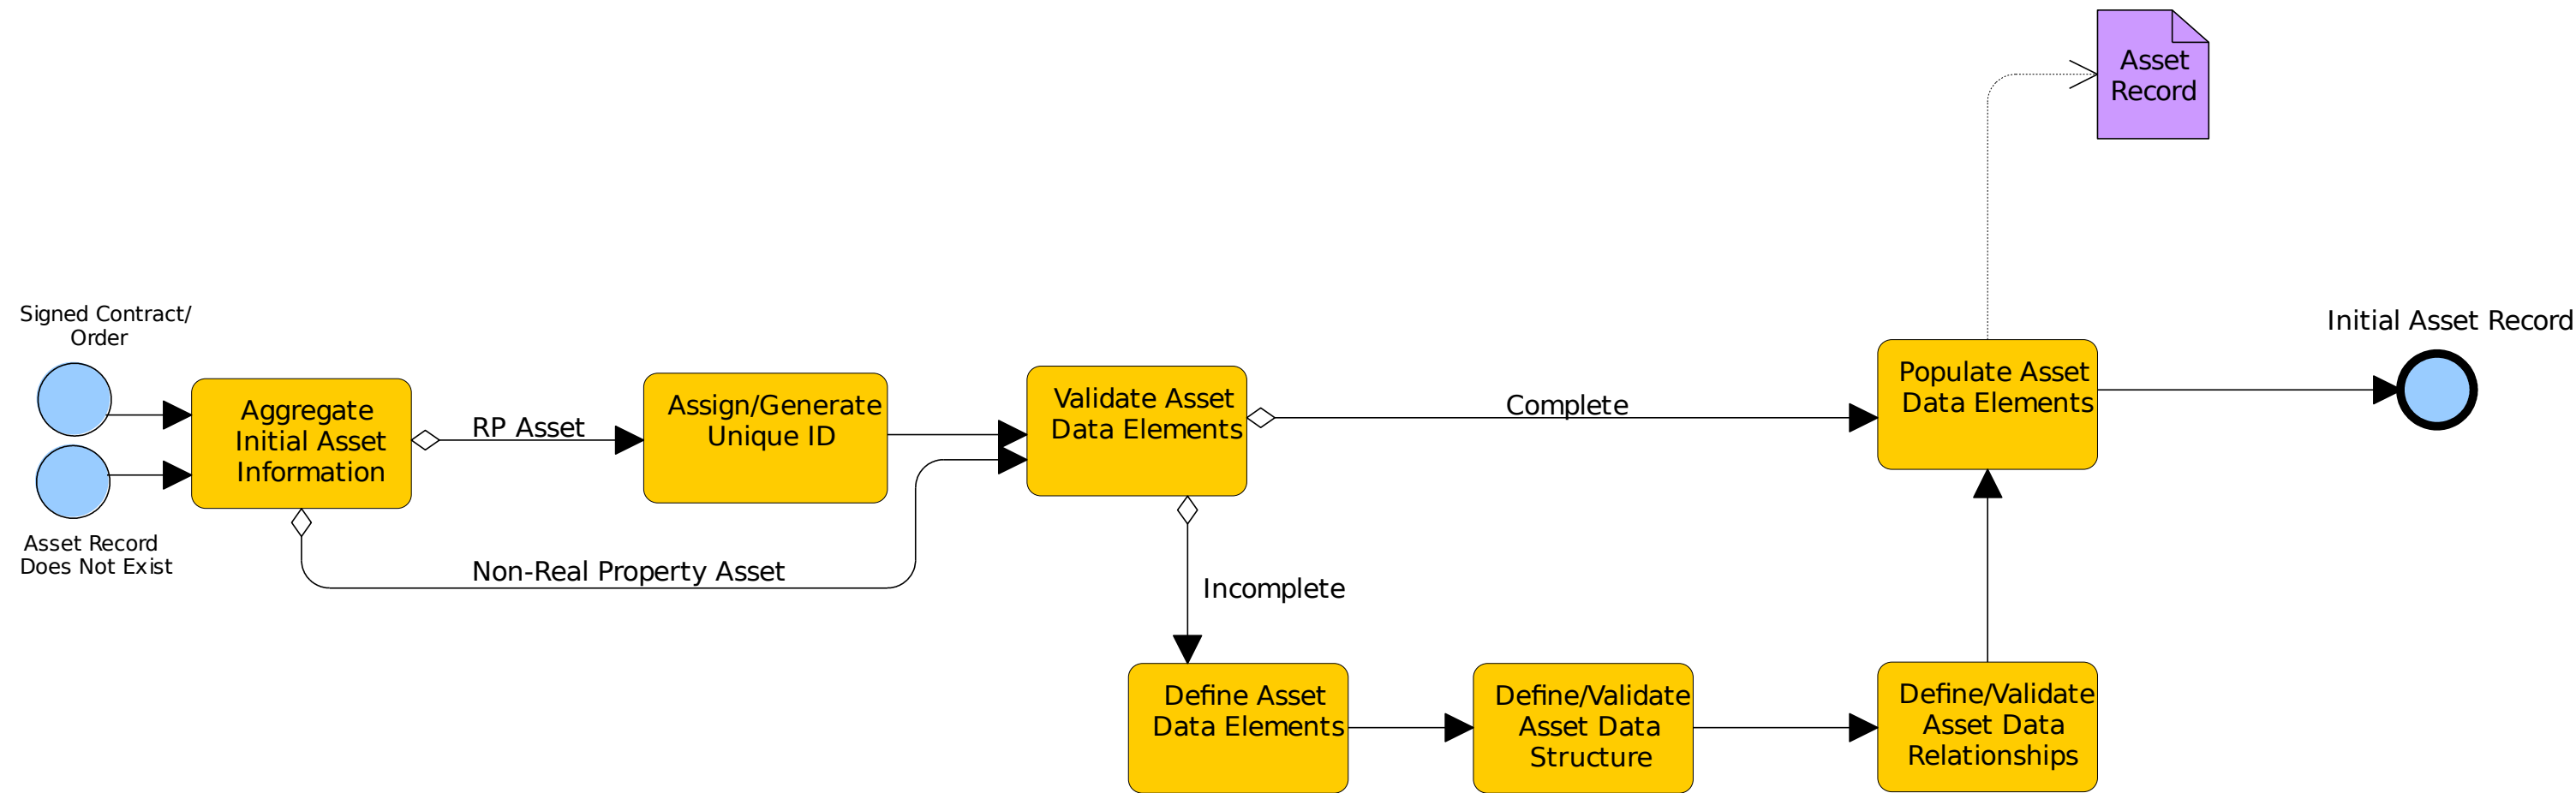 Asset
Record
Signed Contract/
Order
Initial Asset Record
Aggregate
Initial Asset
Information
RP Asset
Assign/Generate
Unique ID
Validate Asset
Data Elements
Complete
Populate Asset
Data Elements
Asset Record
Does Not Exist
Non-Real Property Asset
Incomplete
Define Asset
Data Elements
Define/Validate
Asset Data
Structure
Define/Validate
Asset Data
Relationships